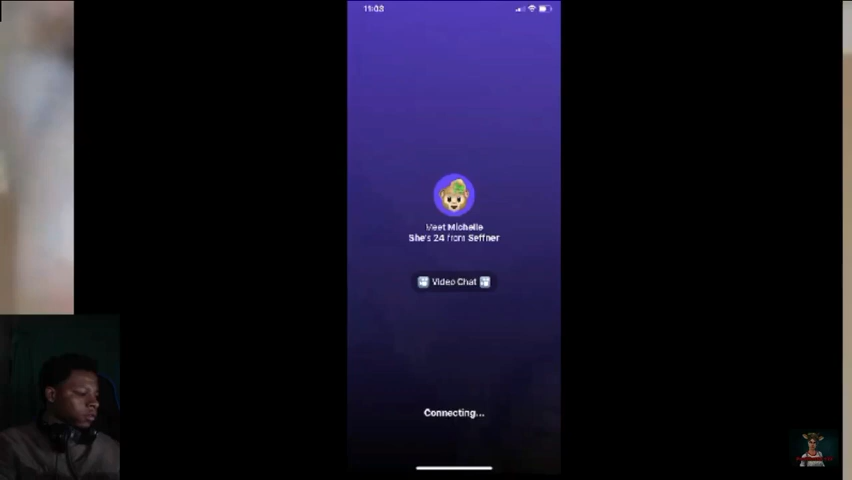 11:03
Meet Michelle
She's 24 from Seffner
Video Chat
Connecting...